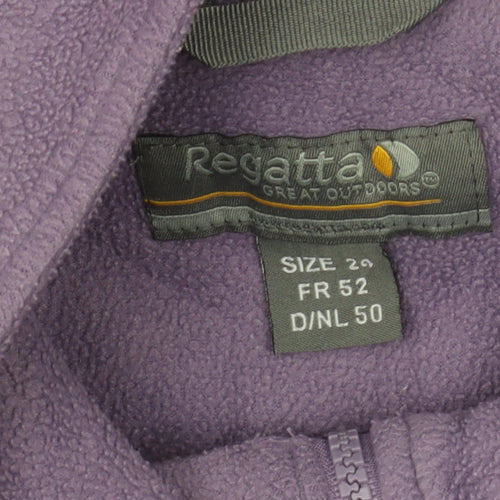 Regatta
GREAT OUTDOORS
SIZE
FR 52
D/NL 50